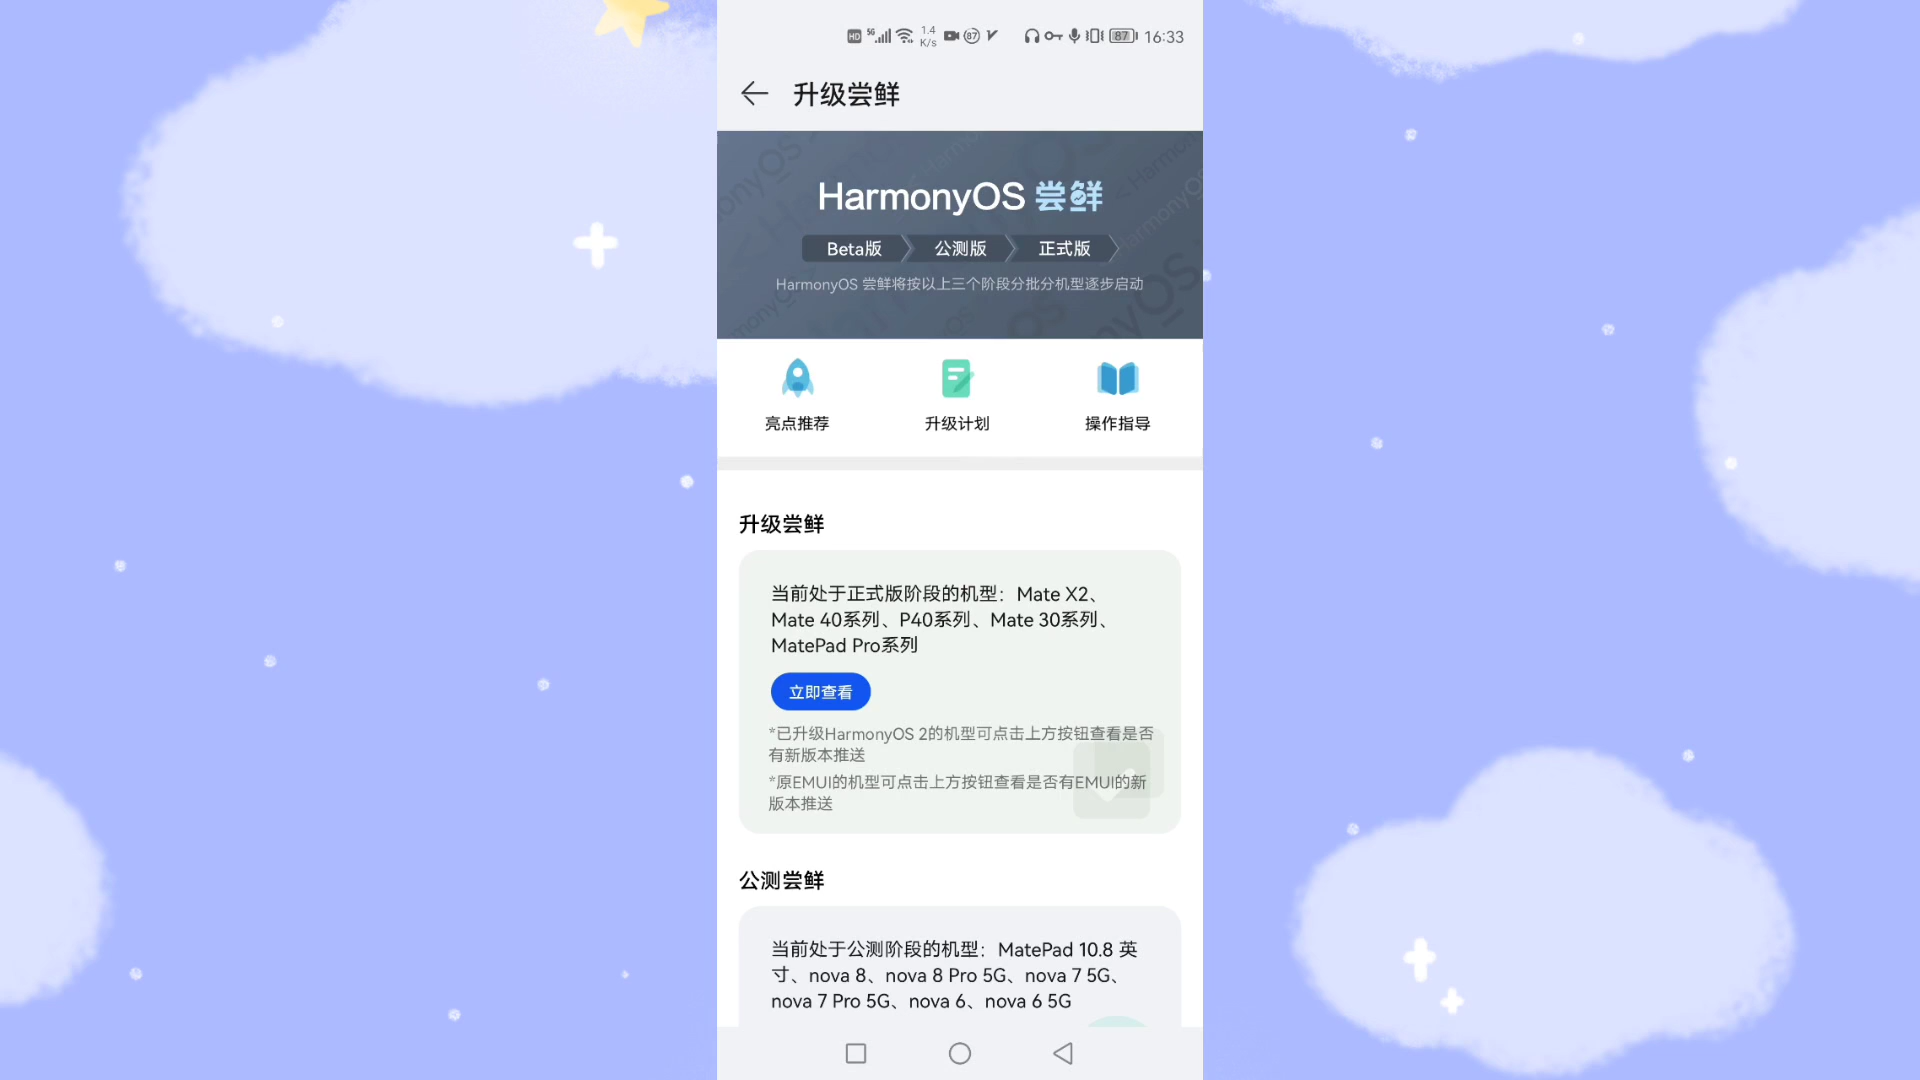 HD 5G 1.4 K/s 87 87 16:33
升级尝鲜
HarmonyOS 尝鲜
Beta版 公测版 正式版
HarmonyOS 尝鲜将按以上三个阶段分批分机型逐步启动
亮点推荐 升级计划 操作指导
升级尝鲜
当前处于正式版阶段的机型：Mate X2、
Mate 40系列、P40系列、Mate 30系列、
MatePad Pro系列
立即查看
*已升级HarmonyOS 2的机型可点击上方按钮查看是否
有新版本推送
*原EMUI的机型可点击上方按钮查看是否有EMUI的新
版本推送
公测尝鲜
当前处于公测阶段的机型：MatePad 10.8 英
寸、nova 8、nova 8 Pro 5G、nova 7 5G、
nova 7 Pro 5G、nova 6、nova 6 5G